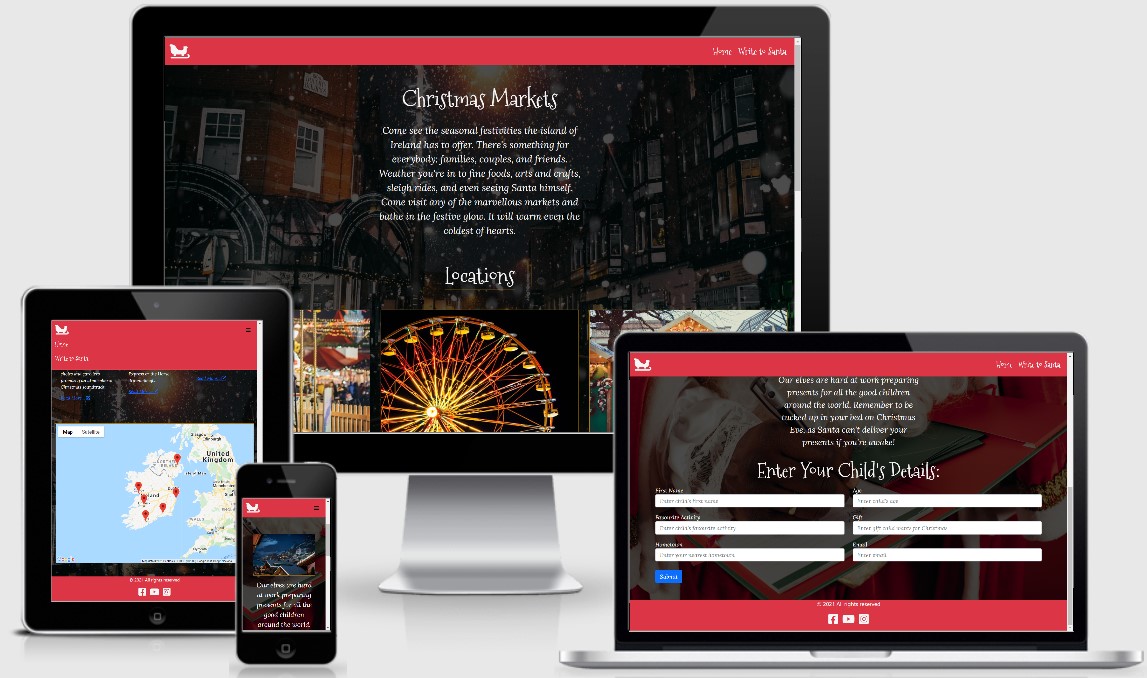 Home Write to Santa
Christmas Markets
Come see the seasonal festivities the island of
Ireland has to offer. There's something for
everybody; families, couples, and friends.
Weather you're in to fine foods, arts and crafts,
sleigh rides, and even seeing Santa himself.
Come visit any of the marvellous markets and
bathe in the festive glow. It will warm even the
coldest of hearts.
Locations
Home
Write to Santa
Christmas soundtrack
Map Satellite
United
Kingdom
Edinburgh
Isle of Man
Ireland
WALES
Plymouth
© 2021 All rights reserved
Our elves are hard
at work preparing
presents for all the
good children
around the world.
Home Write to Santa
Our elves are hard at work preparing
presents for all the good children
around the world. Remember to be
tucked up in your bed on Christmas
Eve, as Santa can't deliver your
presents if you're awake!
Enter Your Child's Details:
First Name Age
Enter child's first name Enter child's age
Favourite Activity Gift
Enter child's favourite activity Enter gift child wants for Christmas
Hometown Email
Enter your nearest hometown Enter email
Submit
© 2021 All rights reserved